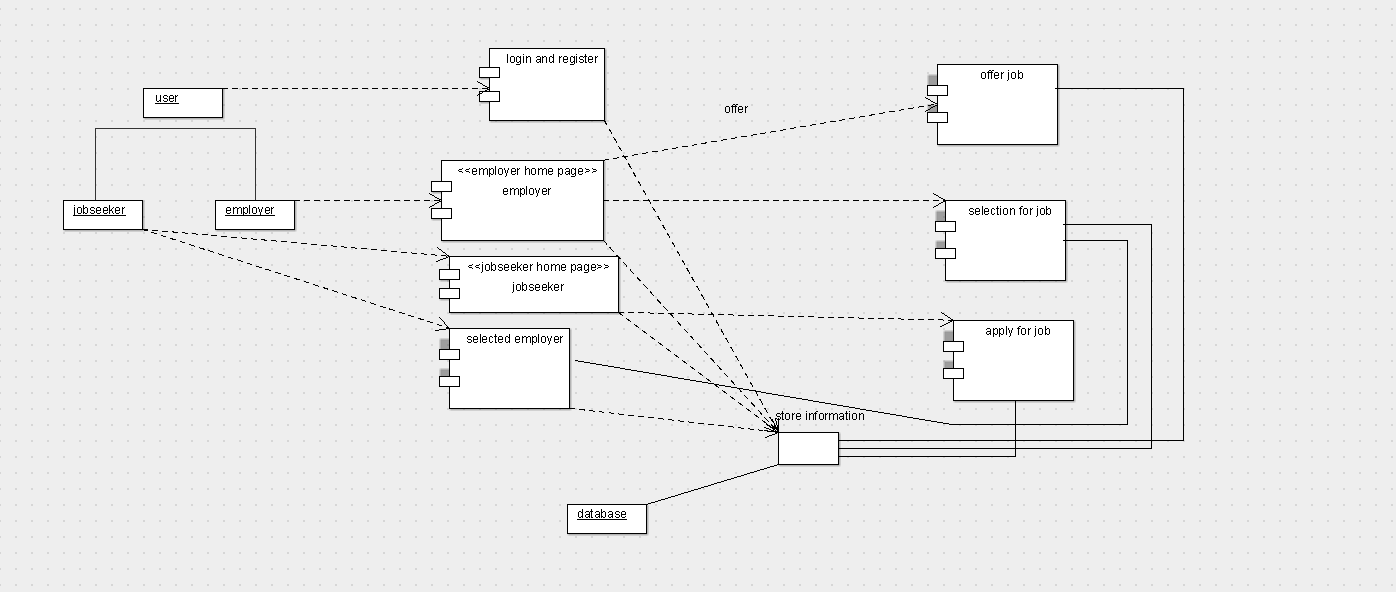 login and register
offer job
user
offer
<<employer home page>>
employer
jobseeker
employer
selection for job
<<jobseeker home page>>
jobseeker
selected employer
apply for job
store information
database